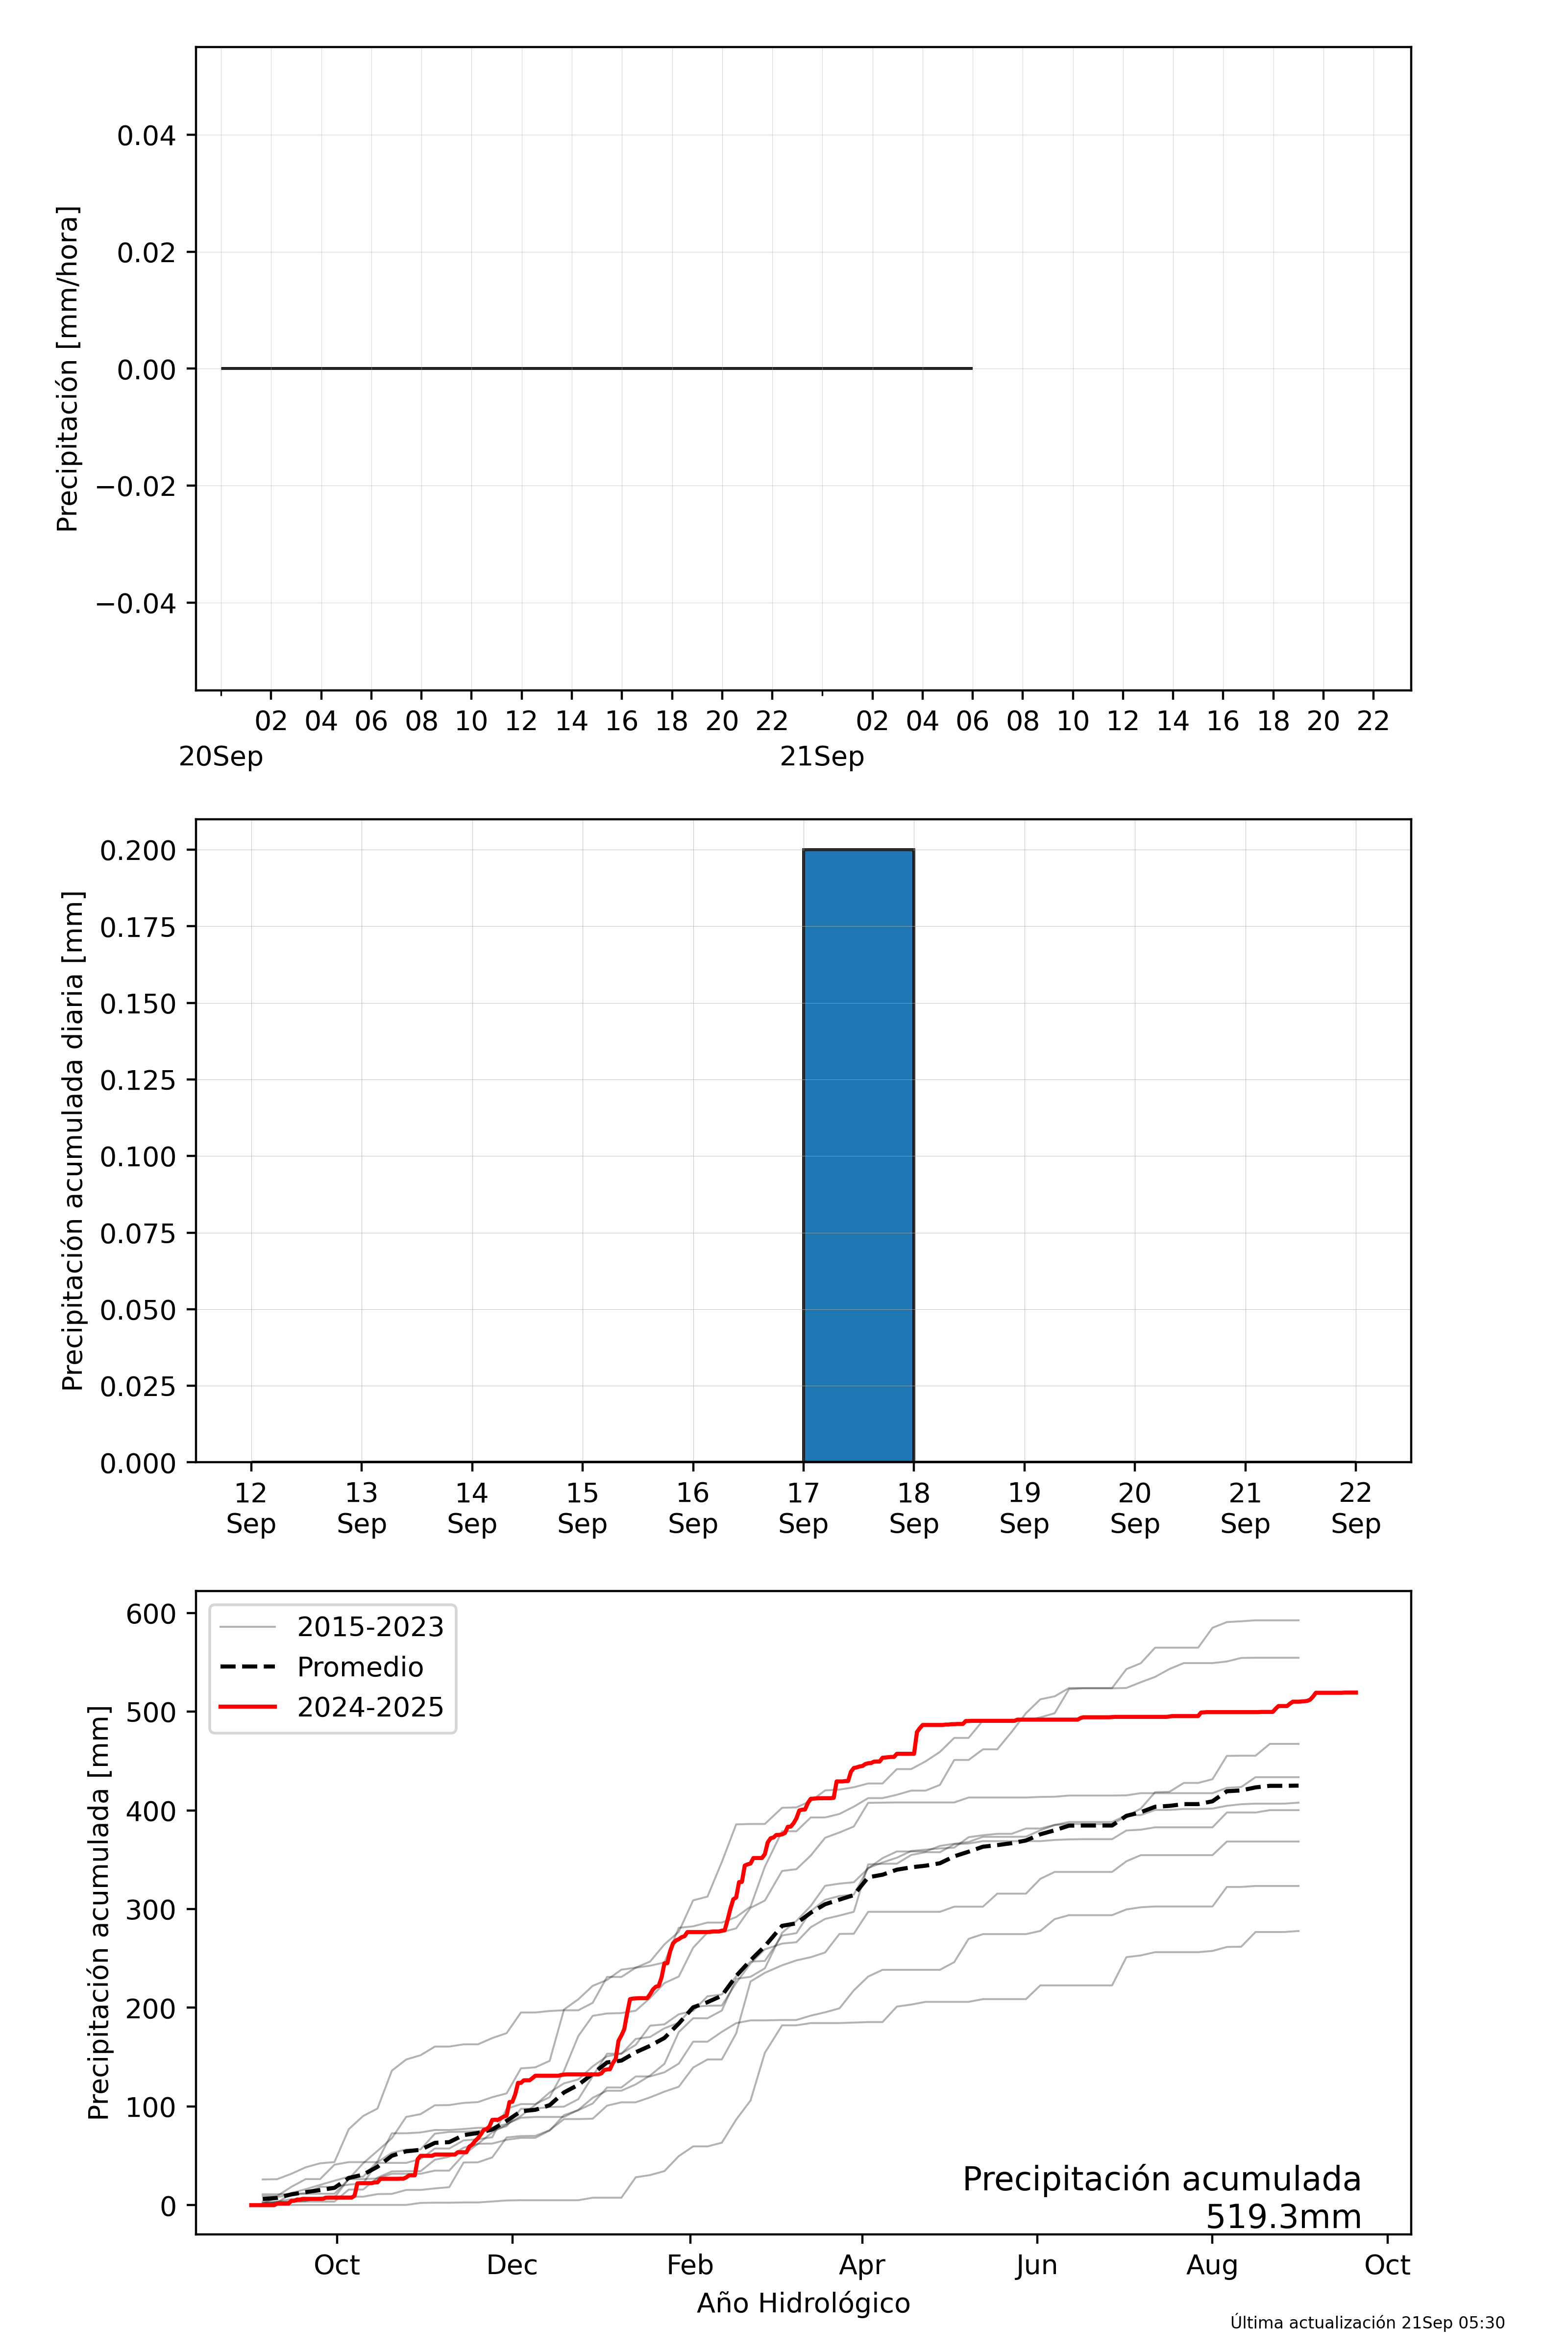 0.04
0.02
0.00
−0.02
−0.04
Precipitación [mm/hora]
02 04 06 08 10 12 14 16 18 20 22 02 04 06 08 10 12 14 16 18 20 22
20Sep 21Sep
0.200
0.175
0.150
0.125
0.100
0.075
0.050
0.025
0.000
Precipitación acumulada diaria [mm]
12 13 14 15 16 17 18 19 20 21 22
Sep Sep Sep Sep Sep Sep Sep Sep Sep Sep Sep
600
500
400
300
200
100
0
Precipitación acumulada [mm]
2015-2023
Promedio
2024-2025
Precipitación acumulada
519.3mm
Oct Dec Feb Apr Jun Aug Oct
Año Hidrológico
Última actualización 21Sep 05:30